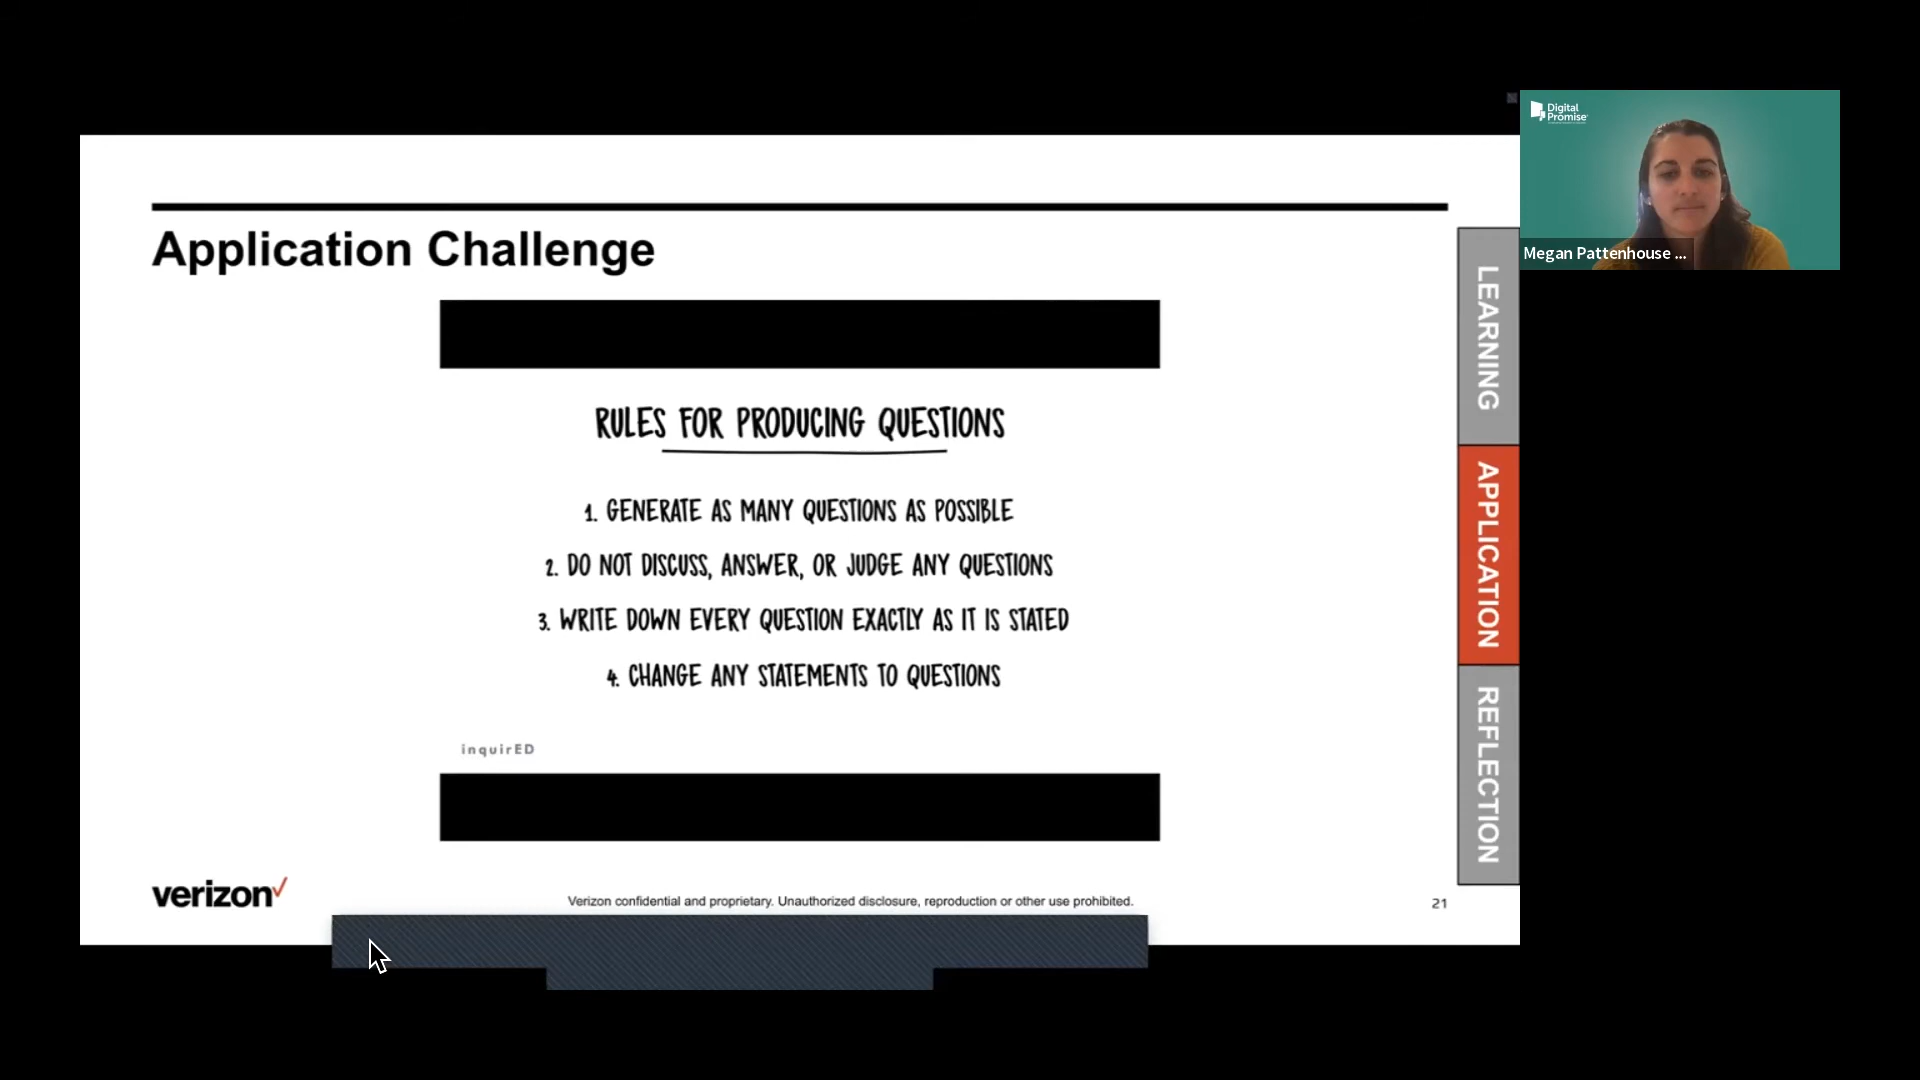 Digital
Promise
Megan Pattenhouse ...
Application Challenge
RULES FOR PRODUCING QUESTIONS
1. GENERATE AS MANY QUESTIONS AS POSSIBLE
2. DO NOT DISCUSS, ANSWER, OR JUDGE ANY QUESTIONS
3. WRITE DOWN EVERY QUESTION EXACTLY AS IT IS STATED
4. CHANGE ANY STATEMENTS TO QUESTIONS
inquirED
LEARNING
APPLICATION
REFLECTION
verizon
Verizon confidential and proprietary. Unauthorized disclosure, reproduction or other use prohibited.
21